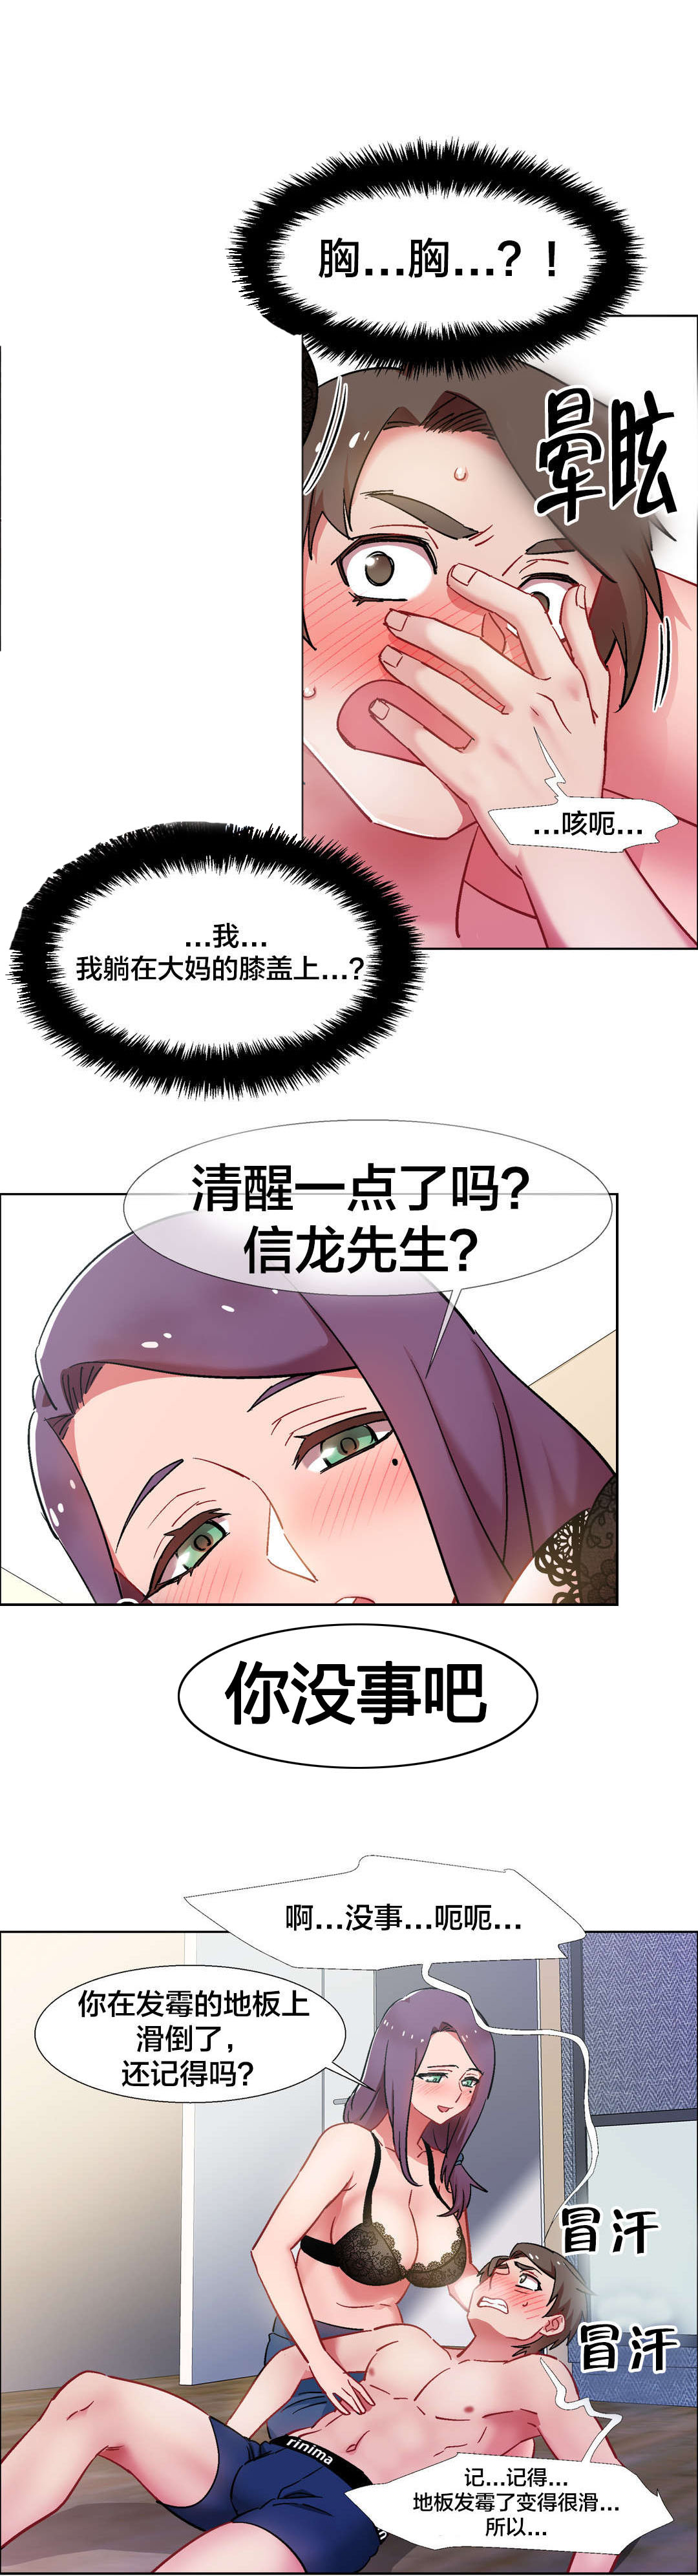 胸...胸...?!
晕眩
...咳呃...
...我...
我躺在大妈的膝盖上...?
清醒一点了吗?
信龙先生?
你没事吧
啊...没事...呃呃...
你在发霉的地板上
滑倒了,
还记得吗?
冒汗
冒汗
rinima
记...记得...
地板发霉了变得很滑...
所以...